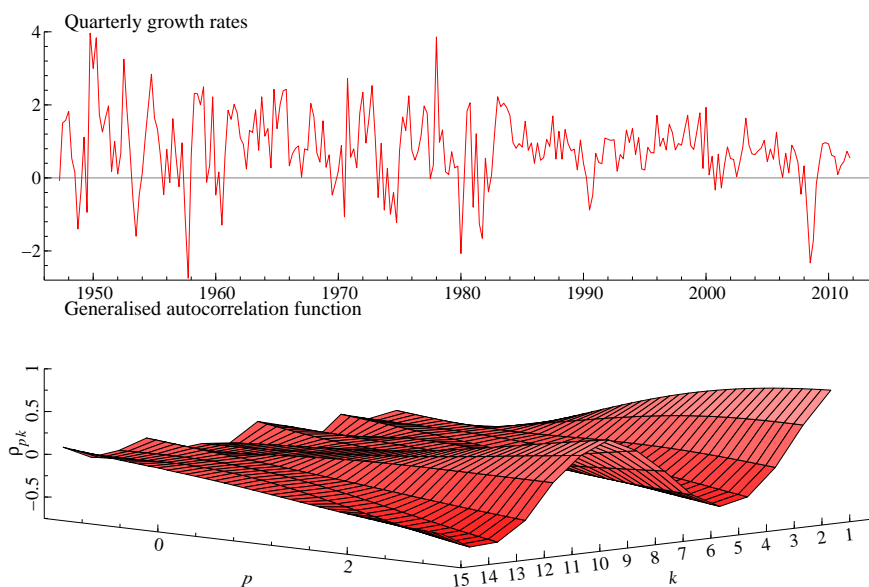 Quarterly growth rates
4
2
0
−2
1950 1960 1970 1980 1990 2000 2010
Generalised autocorrelation function
1
0.5
0
−0.5
ρpk
0
2
p
15 14 13 12 11 10 9 8 7 6 5 4 3 2 1
k